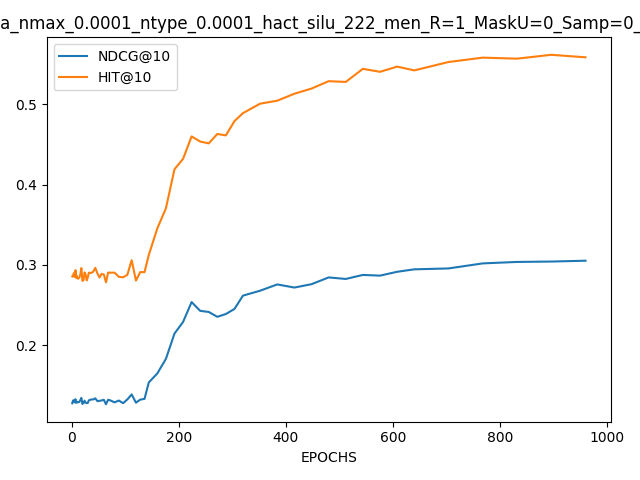 a_nmax_0.0001_ntype_0.0001_hact_silu_222_men_R=1_MaskU=0_Samp=0_
NDCG@10
HIT@10
0.5
0.4
0.3
0.2
0 200 400 600 800 1000
EPOCHS